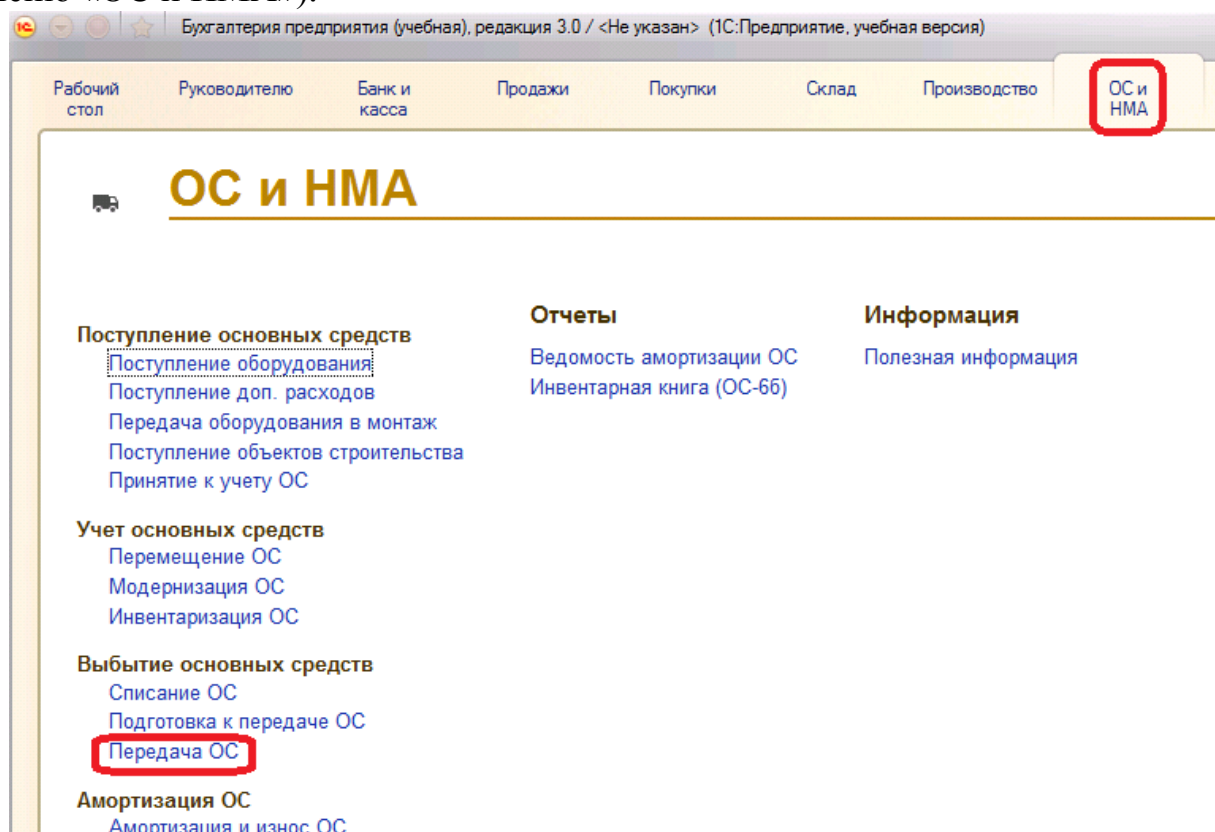 Бухгалтерия предприятия (учебная), редакция 3.0 / <Не указан> (1С:Предприятие, учебная версия)
Рабочий стол
Руководителю
Банк и касса
Продажи
Покупки
Склад
Производство
ОС и НМА
ОС и НМА
Поступление основных средств
Поступление оборудования
Поступление доп. расходов
Передача оборудования в монтаж
Поступление объектов строительства
Принятие к учету ОС
Учет основных средств
Перемещение ОС
Модернизация ОС
Инвентаризация ОС
Выбытие основных средств
Списание ОС
Подготовка к передаче ОС
Передача ОС
Амортизация ОС
Амортизация и износ ОС
Отчеты
Ведомость амортизации ОС
Инвентарная книга (ОС-6б)
Информация
Полезная информация